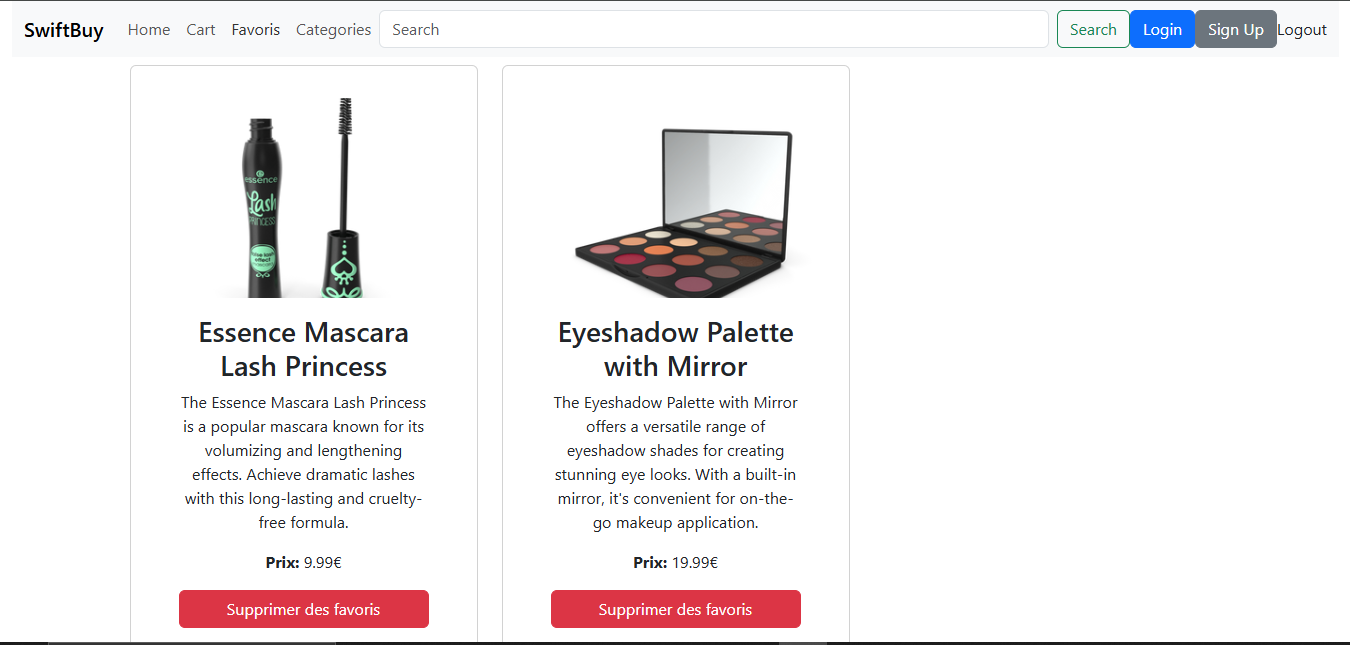 SwiftBuy Home Cart Favoris Categories Search Search Login Sign Up Logout
essence
Lash
PRINCESS
false lash
effect
Essence Mascara
Lash Princess
The Essence Mascara Lash Princess
is a popular mascara known for its
volumizing and lengthening
effects. Achieve dramatic lashes
with this long-lasting and cruelty-
free formula.
Prix: 9.99€
Supprimer des favoris
Eyeshadow Palette
with Mirror
The Eyeshadow Palette with Mirror
offers a versatile range of
eyeshadow shades for creating
stunning eye looks. With a built-in
mirror, it's convenient for on-the-
go makeup application.
Prix: 19.99€
Supprimer des favoris